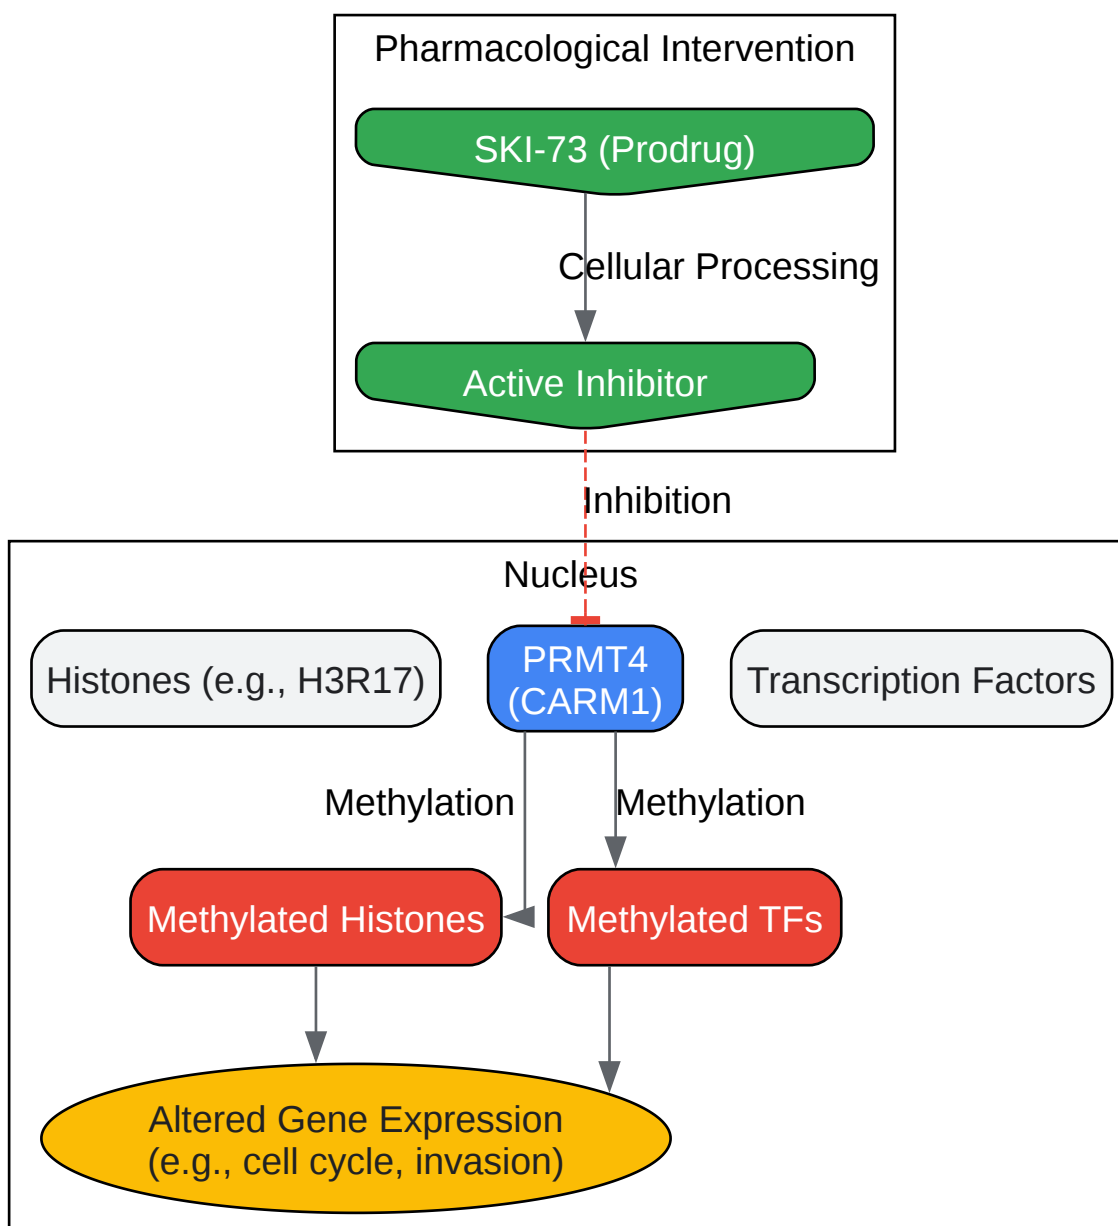 Pharmacological Intervention
SKI-73 (Prodrug)
Cellular Processing
Active Inhibitor
Inhibition
Nucleus
Histones (e.g., H3R17)
PRMT4
(CARM1)
Transcription Factors
Methylation
Methylation
Methylated Histones
Methylated TFs
Altered Gene Expression
(e.g., cell cycle, invasion)